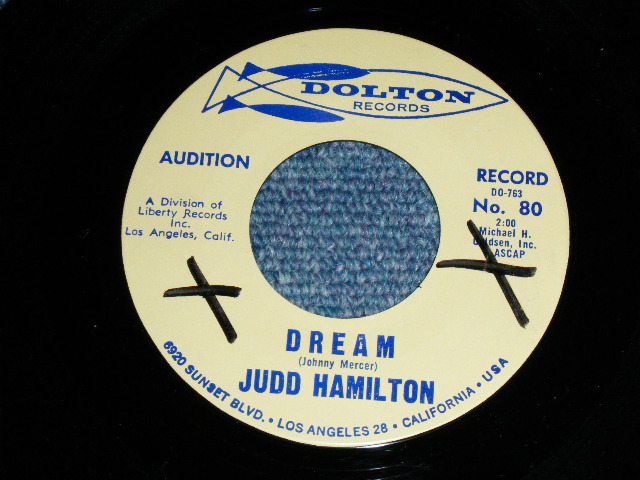 DOLTON
RECORDS
AUDITION
RECORD
DO-763
No. 80
2:00
Michael H.
Goldsen, Inc.
ASCAP
A Division of
Liberty Records
Inc.
Los Angeles, Calif.
DREAM
(Johnny Mercer)
JUDD HAMILTON
6920 SUNSET BLVD. • LOS ANGELES 28 • CALIFORNIA • USA